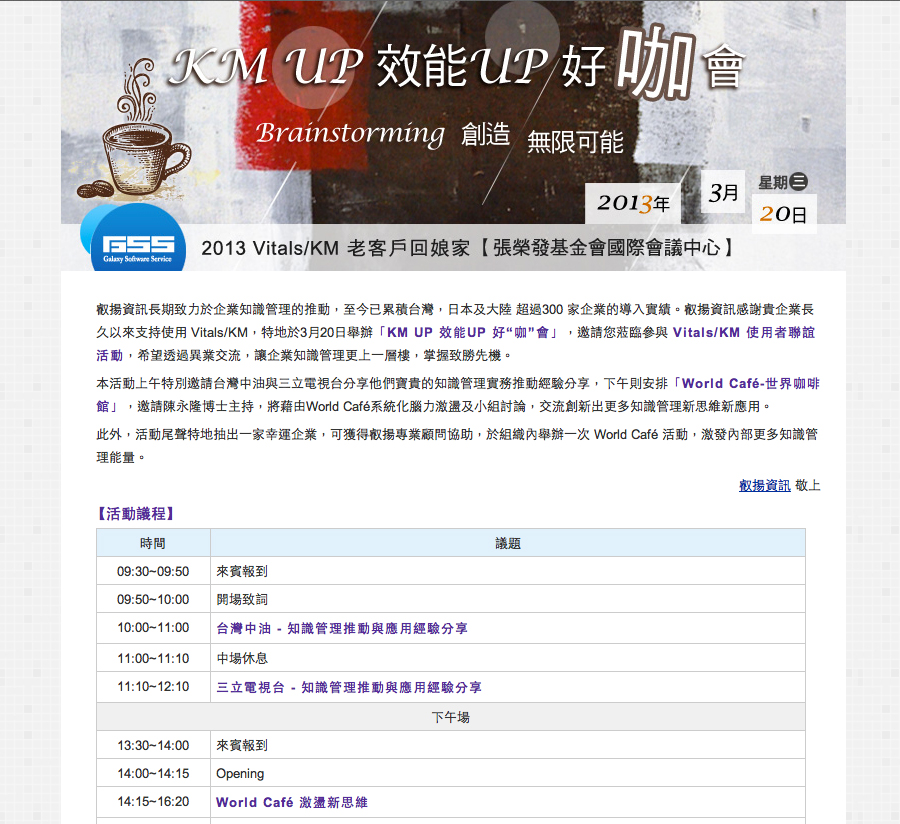 KM UP 效能UP 好咖會
Brainstorming 創造 無限可能
2013年 3月 星期三 20日
GSS
Galaxy Software Service
2013 Vitals/KM 老客戶回娘家【張榮發基金會國際會議中心】
叡揚資訊長期致力於企業知識管理的推動，至今已累積台灣，日本及大陸 超過300 家企業的導入實績。叡揚資訊感謝貴企業長
久以來支持使用 Vitals/KM，特地於3月20日舉辦「KM UP 效能UP 好“咖”會」，邀請您蒞臨參與 Vitals/KM 使用者聯誼
活動，希望透過異業交流，讓企業知識管理更上一層樓，掌握致勝先機。
本活動上午特別邀請台灣中油與三立電視台分享他們寶貴的知識管理實務推動經驗分享，下午則安排「World Café-世界咖啡
館」，邀請陳永隆博士主持，將藉由World Café系統化腦力激盪及小組討論，交流創新出更多知識管理新思維新應用。
此外，活動尾聲特地抽出一家幸運企業，可獲得叡揚專業顧問協助，於組織內舉辦一次 World Café 活動，激發內部更多知識管
理能量。
叡揚資訊 敬上
【活動議程】
時間 議題
09:30~09:50 來賓報到
09:50~10:00 開場致詞
10:00~11:00 台灣中油 - 知識管理推動與應用經驗分享
11:00~11:10 中場休息
11:10~12:10 三立電視台 - 知識管理推動與應用經驗分享
下午場
13:30~14:00 來賓報到
14:00~14:15 Opening
14:15~16:20 World Café 激盪新思維